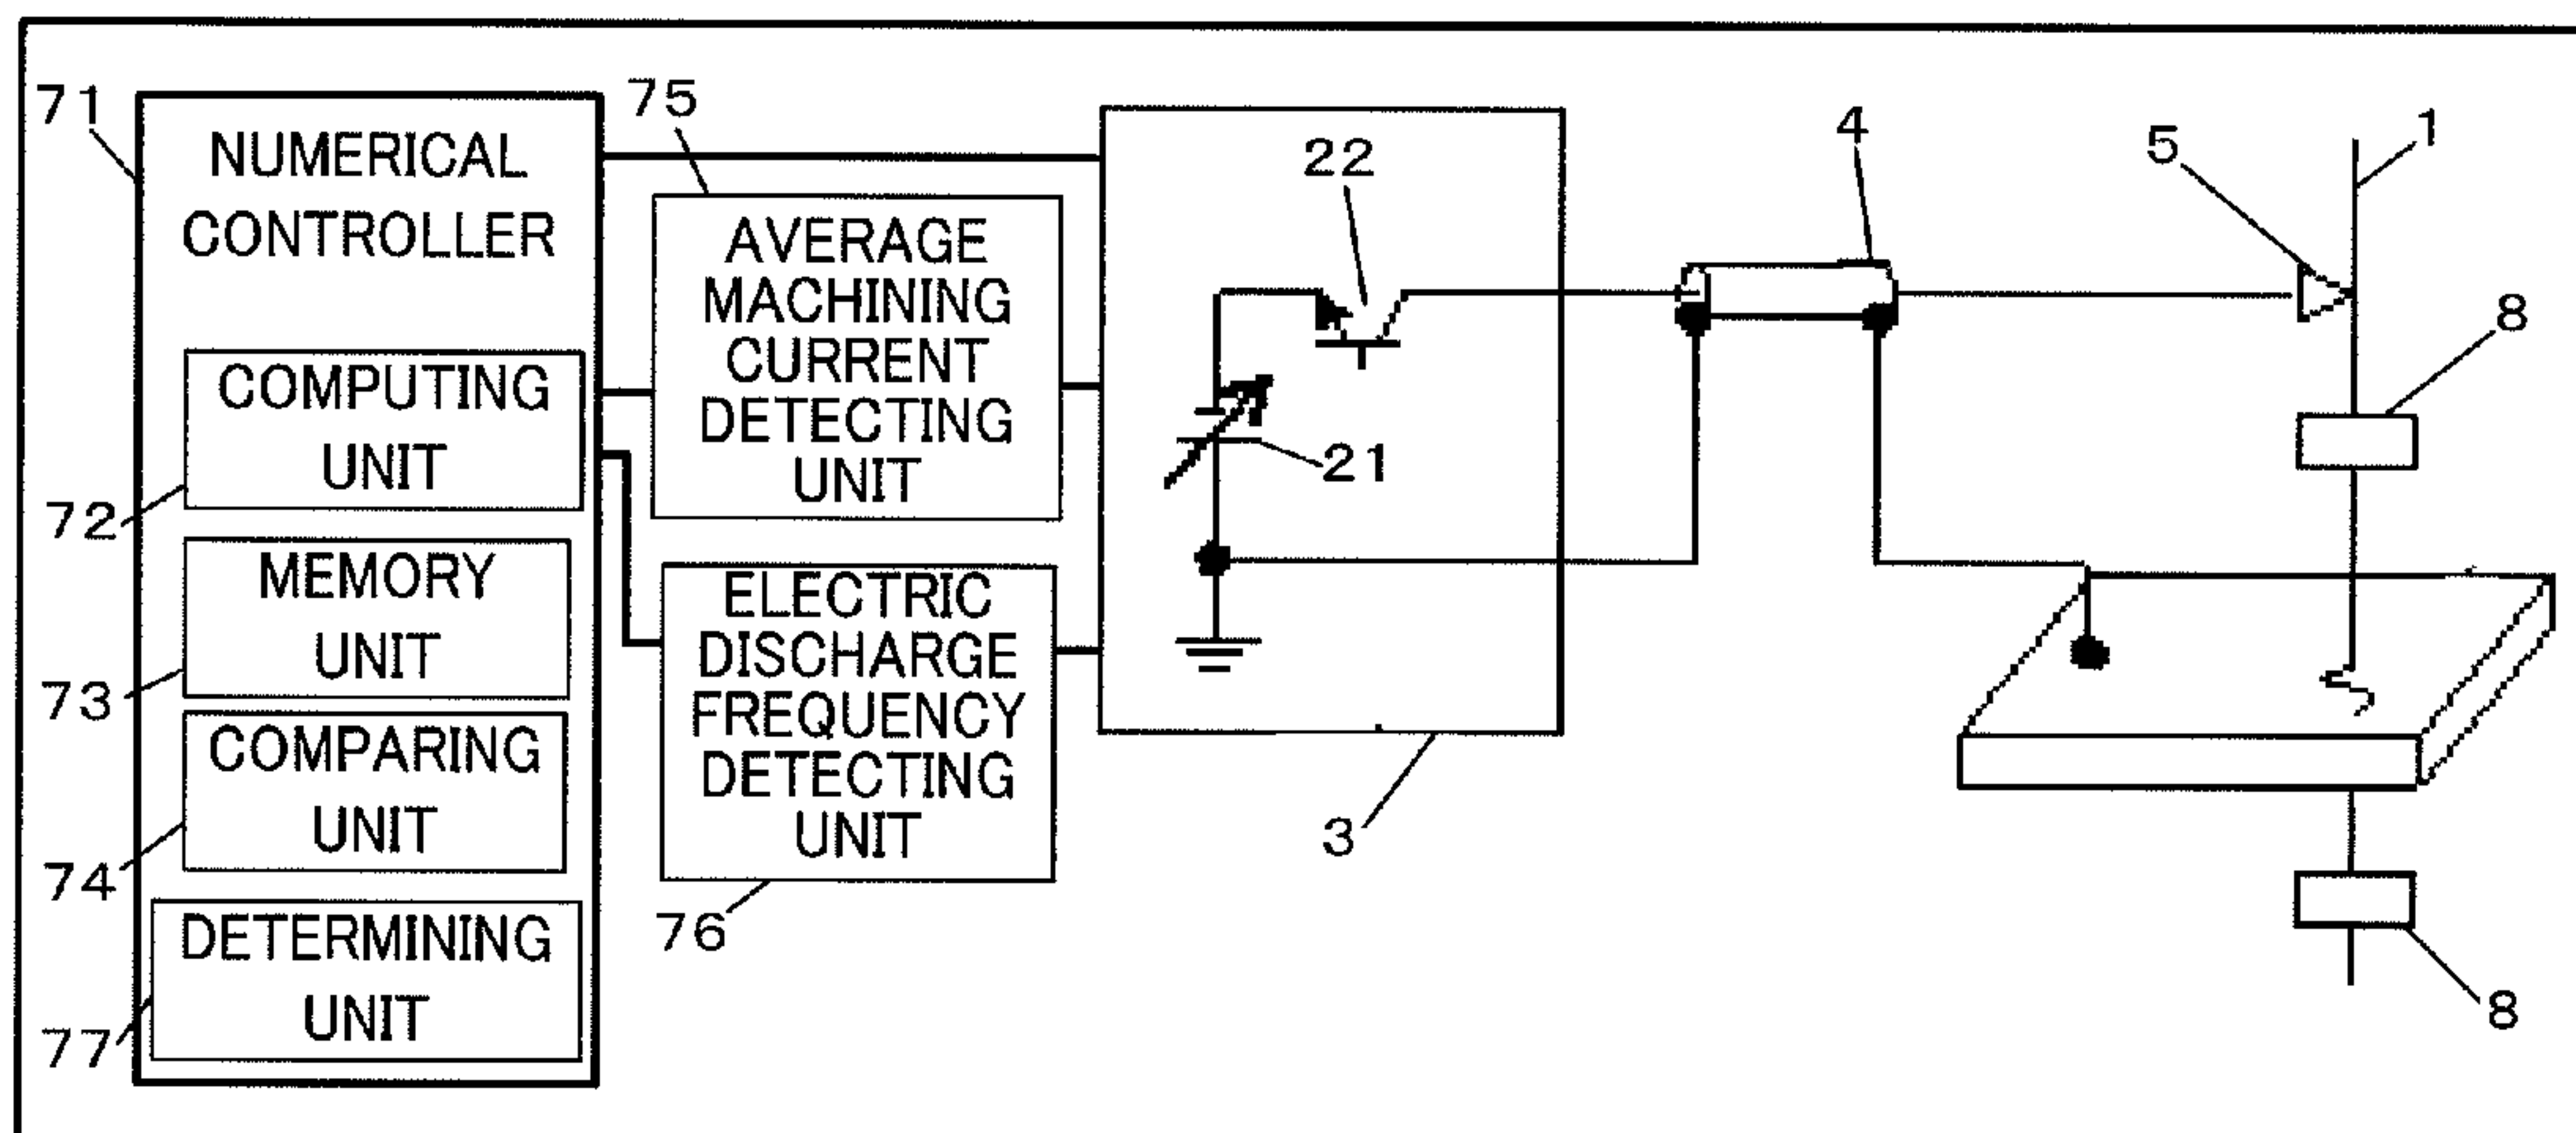 71
NUMERICAL
CONTROLLER
COMPUTING
UNIT
72
MEMORY
UNIT
73
COMPARING
UNIT
74
DETERMINING
UNIT
77
75
AVERAGE
MACHINING
CURRENT
DETECTING
UNIT
ELECTRIC
DISCHARGE
FREQUENCY
DETECTING
UNIT
76
22
21
3
4
5
1
8
8